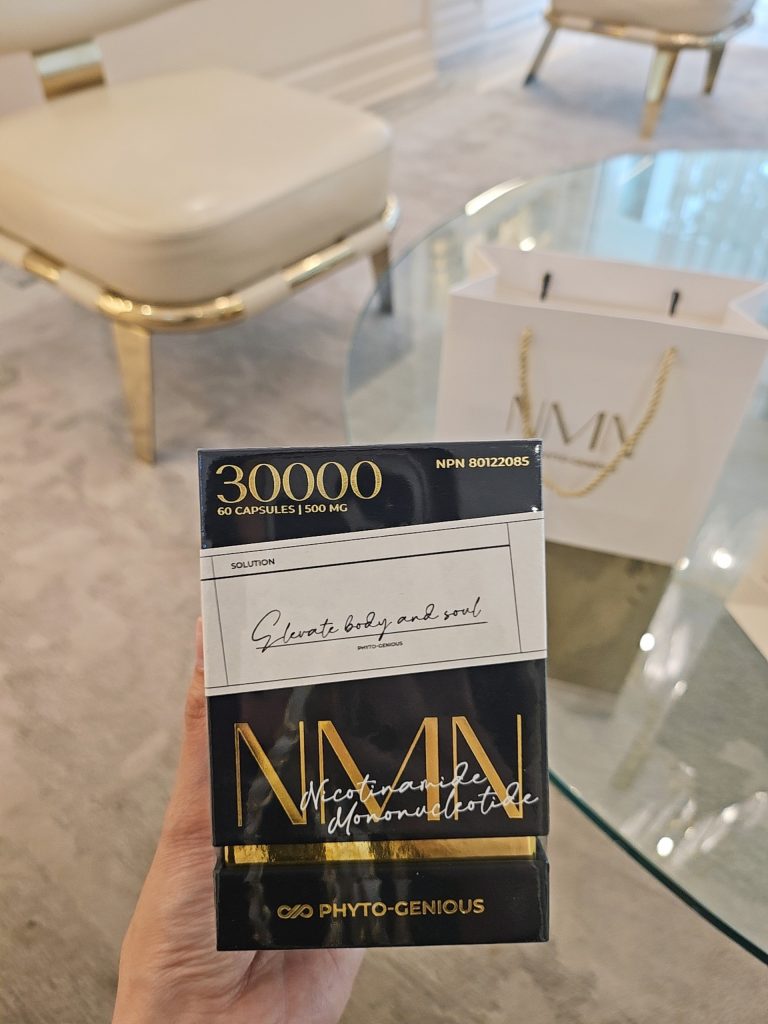 30000
60 CAPSULES | 500 MG
NPN 80122085
SOLUTION
Elevate body and soul
PHYTO-GENIOUS
NMN
Nicotinamide
Mononucleotide
PHYTO-GENIOUS
NMN